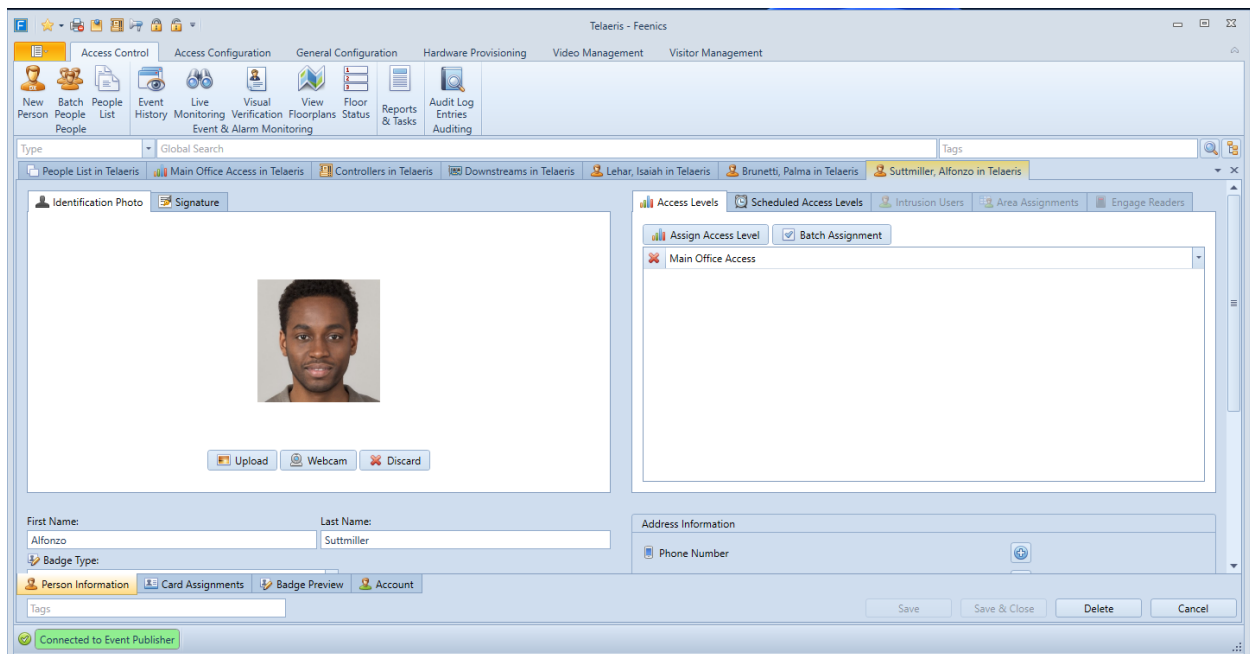 Telaeris - Feenics
Access Control Access Configuration General Configuration Hardware Provisioning Video Management Visitor Management
New Person Batch People People List Event History Live Monitoring Visual Verification View Floorplans Floor Status Reports & Tasks Audit Log Entries
People Event & Alarm Monitoring Auditing
Type Global Search Tags
People List in Telaeris Main Office Access in Telaeris Controllers in Telaeris Downstreams in Telaeris Lehar, Isaiah in Telaeris Brunetti, Palma in Telaeris Suttmiller, Alfonzo in Telaeris
Identification Photo Signature Access Levels Scheduled Access Levels Intrusion Users Area Assignments Engage Readers
Assign Access Level Batch Assignment
Main Office Access
Upload Webcam Discard
First Name: Last Name: Address Information
Alfonzo Suttmiller
Phone Number
Badge Type:
Person Information Card Assignments Badge Preview Account
Tags Save Save & Close Delete Cancel
Connected to Event Publisher